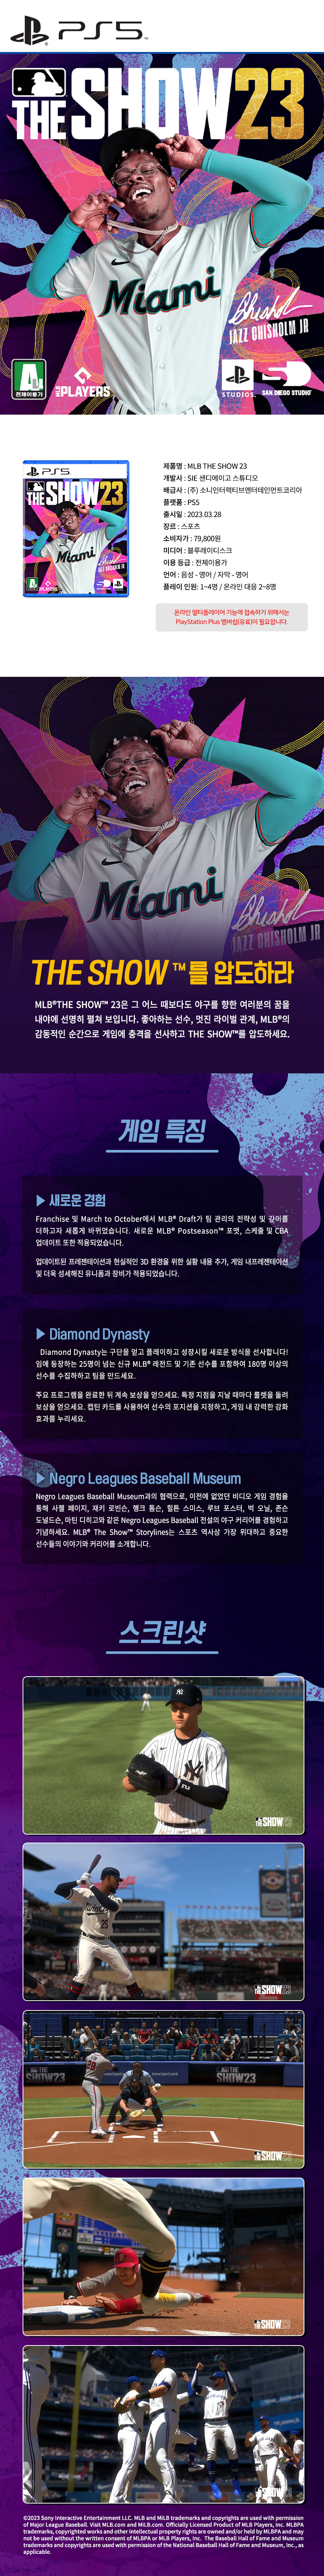 PS5
THE SHOW 23
Miami
JAZZ CHISHOLM JR
전체이용가
MLB PLAYERS
STUDIOS
SAN DIEGO STUDIO
PS5
THE SHOW 23
Miami
제품명 : MLB THE SHOW 23
개발사 : SIE 샌디에이고 스튜디오
배급사 : (주) 소니인터랙티브엔터테인먼트코리아
플랫폼 : PS5
출시일 : 2023.03.28
장르 : 스포츠
소비자가 : 79,800원
미디어 : 블루레이디스크
이용 등급 : 전체이용가
언어 : 음성 - 영어 / 자막 - 영어
플레이 인원: 1~4명 / 온라인 대응 2~8명
온라인 멀티플레이어 기능에 접속하기 위해서는
PlayStation Plus 멤버십(유료)이 필요합니다.
Miami
JAZZ CHISHOLM JR
THE SHOW ™ 를 압도하라
MLB®THE SHOW™ 23은 그 어느 때보다도 야구를 향한 여러분의 꿈을
내야에 선명히 펼쳐 보입니다. 좋아하는 선수, 멋진 라이벌 관계, MLB®의
감동적인 순간으로 게임에 충격을 선사하고 THE SHOW™를 압도하세요.
게임 특징
▶ 새로운 경험
Franchise 및 March to October에서 MLB® Draft가 팀 관리의 전략성 및 깊이를
더하고자 새롭게 바뀌었습니다. 새로운 MLB® Postseason™ 포맷, 스케줄 및 CBA
업데이트 또한 적용되었습니다.
업데이트된 프레젠테이션과 현실적인 3D 환경을 위한 실황 내용 추가, 게임 내프레젠테이션
및 더욱 섬세해진 유니폼과 장비가 적용되었습니다.
▶ Diamond Dynasty
Diamond Dynasty는 구단을 얻고 플레이하고 성장시킬 새로운 방식을 선사합니다!
임에 등장하는 25명이 넘는 신규 MLB® 레전드 및 기존 선수를 포함하여 180명 이상의
선수를 수집하하고 팀을 만드세요.
주요 프로그램을 완료한 뒤 계속 보상을 얻으세요. 특정 지점을 지날 때마다 룰렛을 돌려
보상을 얻으세요. 캡틴 카드를 사용하여 선수의 포지션을 지정하고, 게임 내 강력한 강화
효과를 누리세요.
▶ Negro Leagues Baseball Museum
Negro Leagues Baseball Museum과의 협력으로, 이전에 없었던 비디오 게임 경험을
통해 사첼 페이지, 재키 로빈슨, 행크 톰슨, 힐튼 스미스, 루브 포스터, 벅 오닐, 존슨
도널드슨, 마틴 디히고와 같은 Negro Leagues Baseball 전설의 야구 커리어를 경험하고
기념하세요. MLB® The Show™ Storylines는 스포츠 역사상 가장 위대하고 중요한
선수들의 이야기와 커리어를 소개합니다.
스크린샷
THE SHOW 23
25
THE SHOW 23
THE SHOW23
THE SHOW23
THE SHOW 23
THE SHOW 23
THE SHOW 23
©2023 Sony Interactive Entertainment LLC. MLB and MiLB trademarks and copyrights are used with permission
of Major League Baseball. Visit MLB.com and MiLB.com. Officially Licensed Product of MLB Players, Inc. MLBPA
trademarks, copyrighted works and other intellectual property rights are owned and/or held by MLBPA and may
not be used without the written consent of MLBPA or MLB Players, Inc. The Baseball Hall of Fame and Museum
trademarks and copyrights are used with permission of the National Baseball Hall of Fame and Museum, Inc., as
applicable.